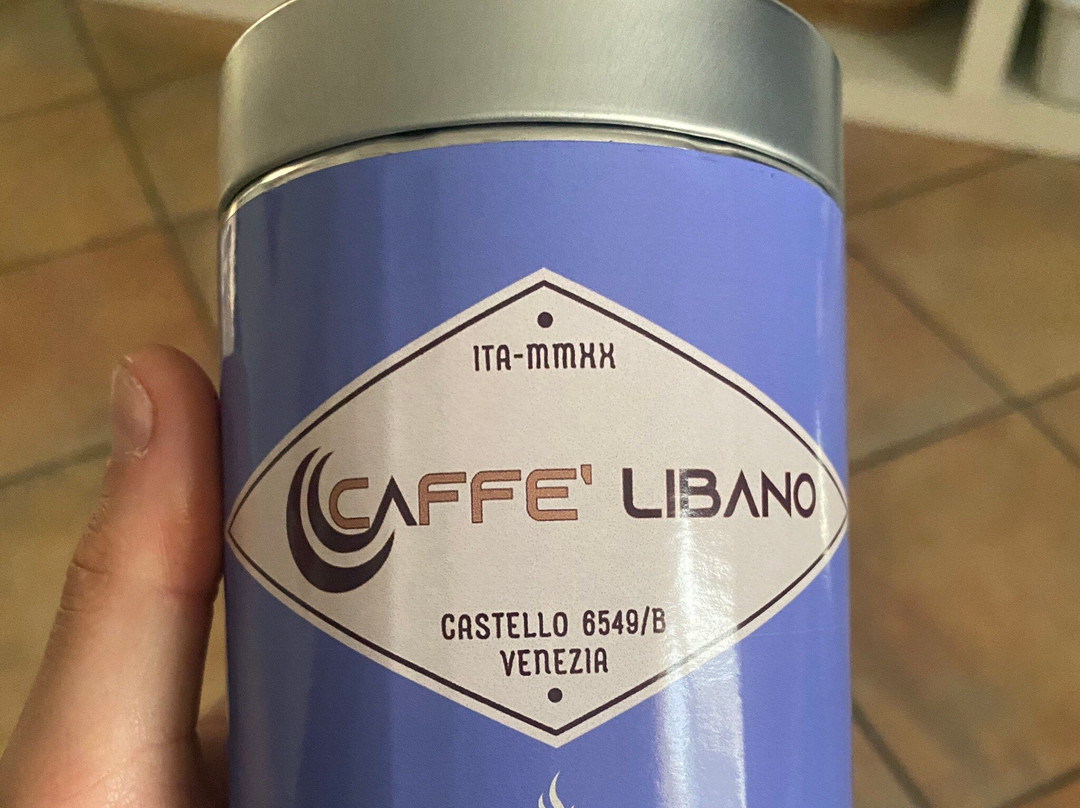 ITA-MMXX
CAFFE' LIBANO
CASTELLO 6549/B
VENEZIA